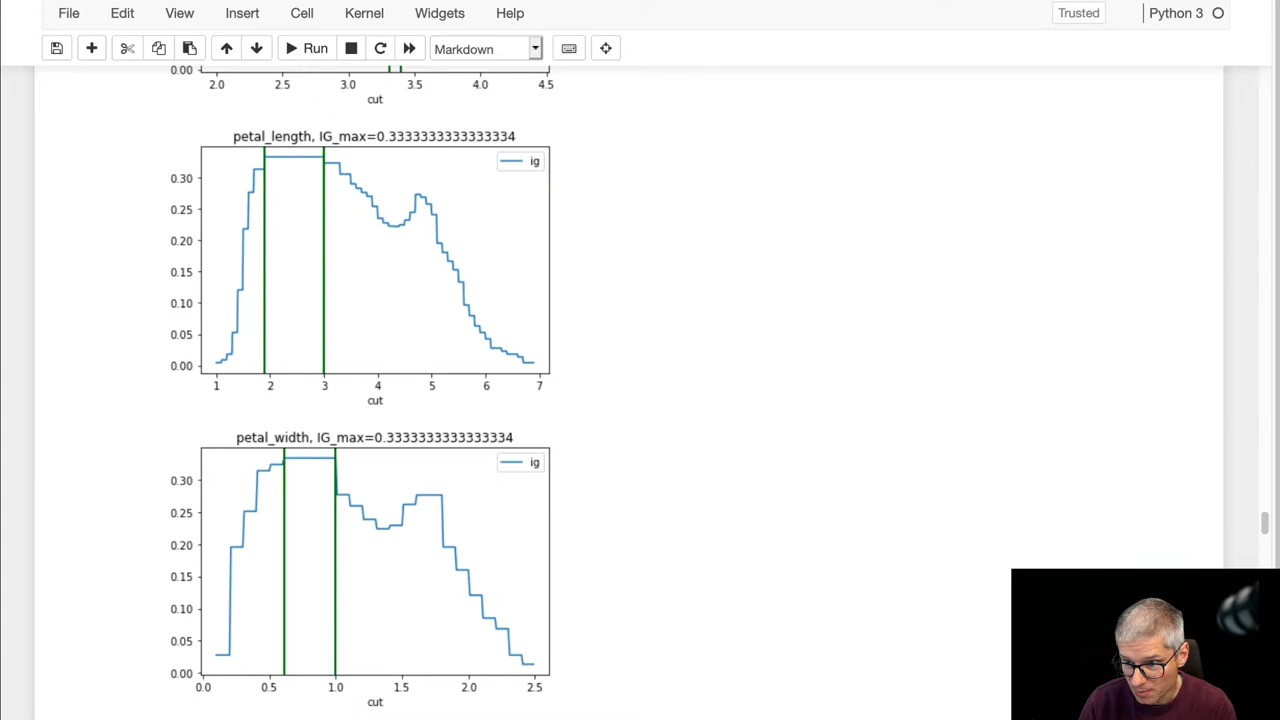 File Edit View Insert Cell Kernel Widgets Help Trusted Python 3
Run Markdown
0.00
2.0 2.5 3.0 3.5 4.0 4.5
cut
petal_length, IG_max=0.3333333333333334
ig
0.30
0.25
0.20
0.15
0.10
0.05
0.00
1 2 3 4 5 6 7
cut
petal_width, IG_max=0.3333333333333334
ig
0.30
0.25
0.20
0.15
0.10
0.05
0.00
0.0 0.5 1.0 1.5 2.0 2.5
cut